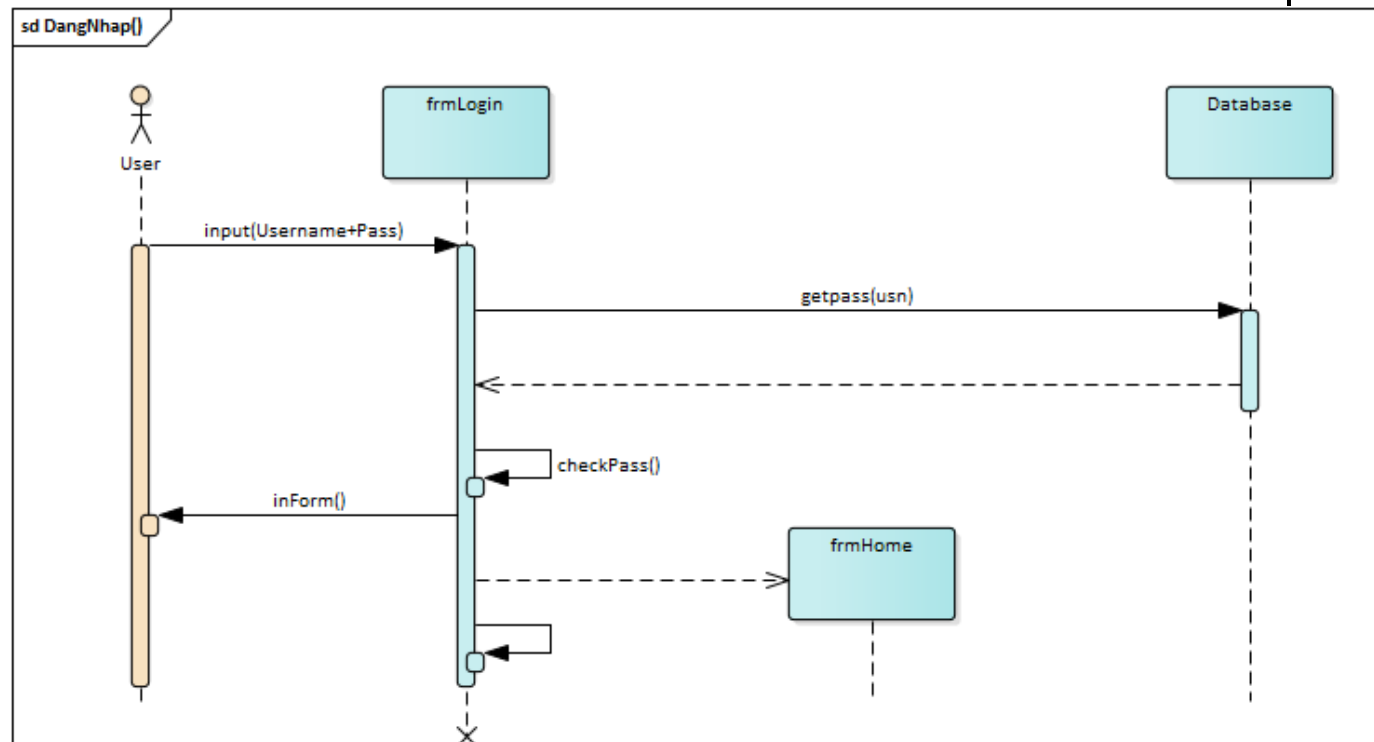 sd DangNhap()
frmLogin
Database
User
input(Username+Pass)
getpass(usn)
checkPass()
inForm()
frmHome